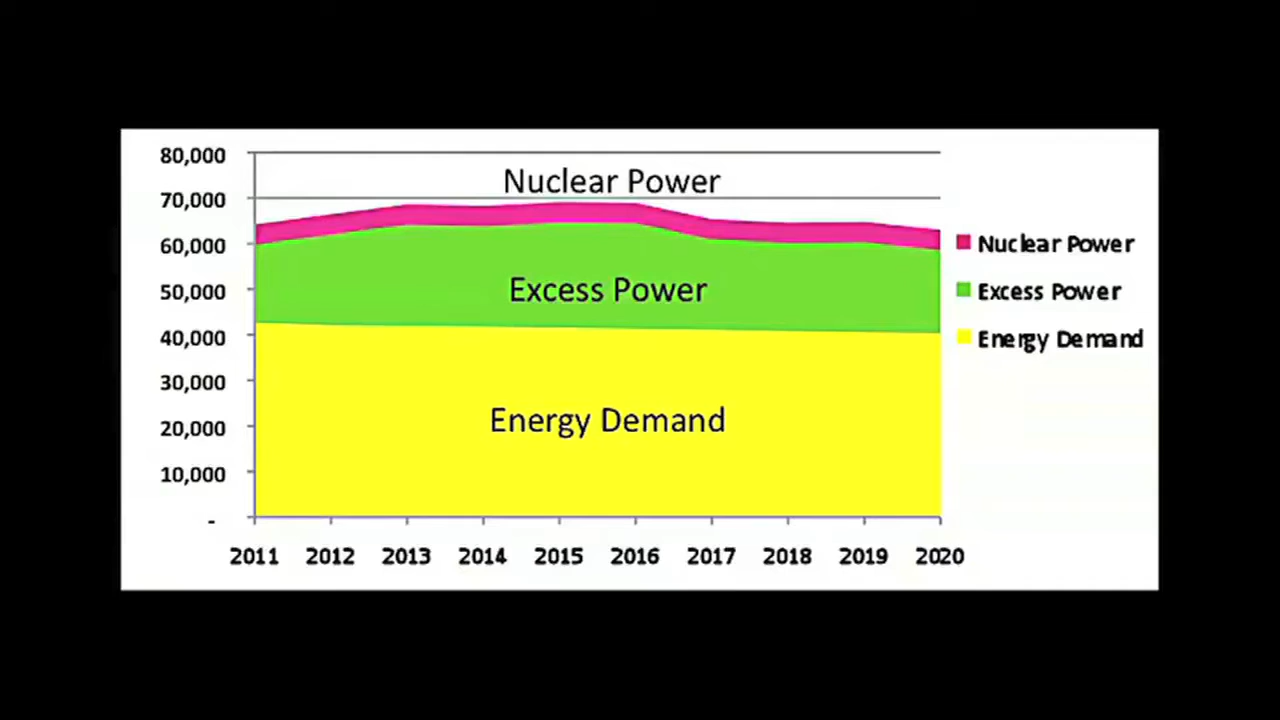 80,000
Nuclear Power
70,000
60,000
Nuclear Power
50,000
Excess Power
Excess Power
40,000
Energy Demand
30,000
20,000
Energy Demand
10,000
-
2011 2012 2013 2014 2015 2016 2017 2018 2019 2020